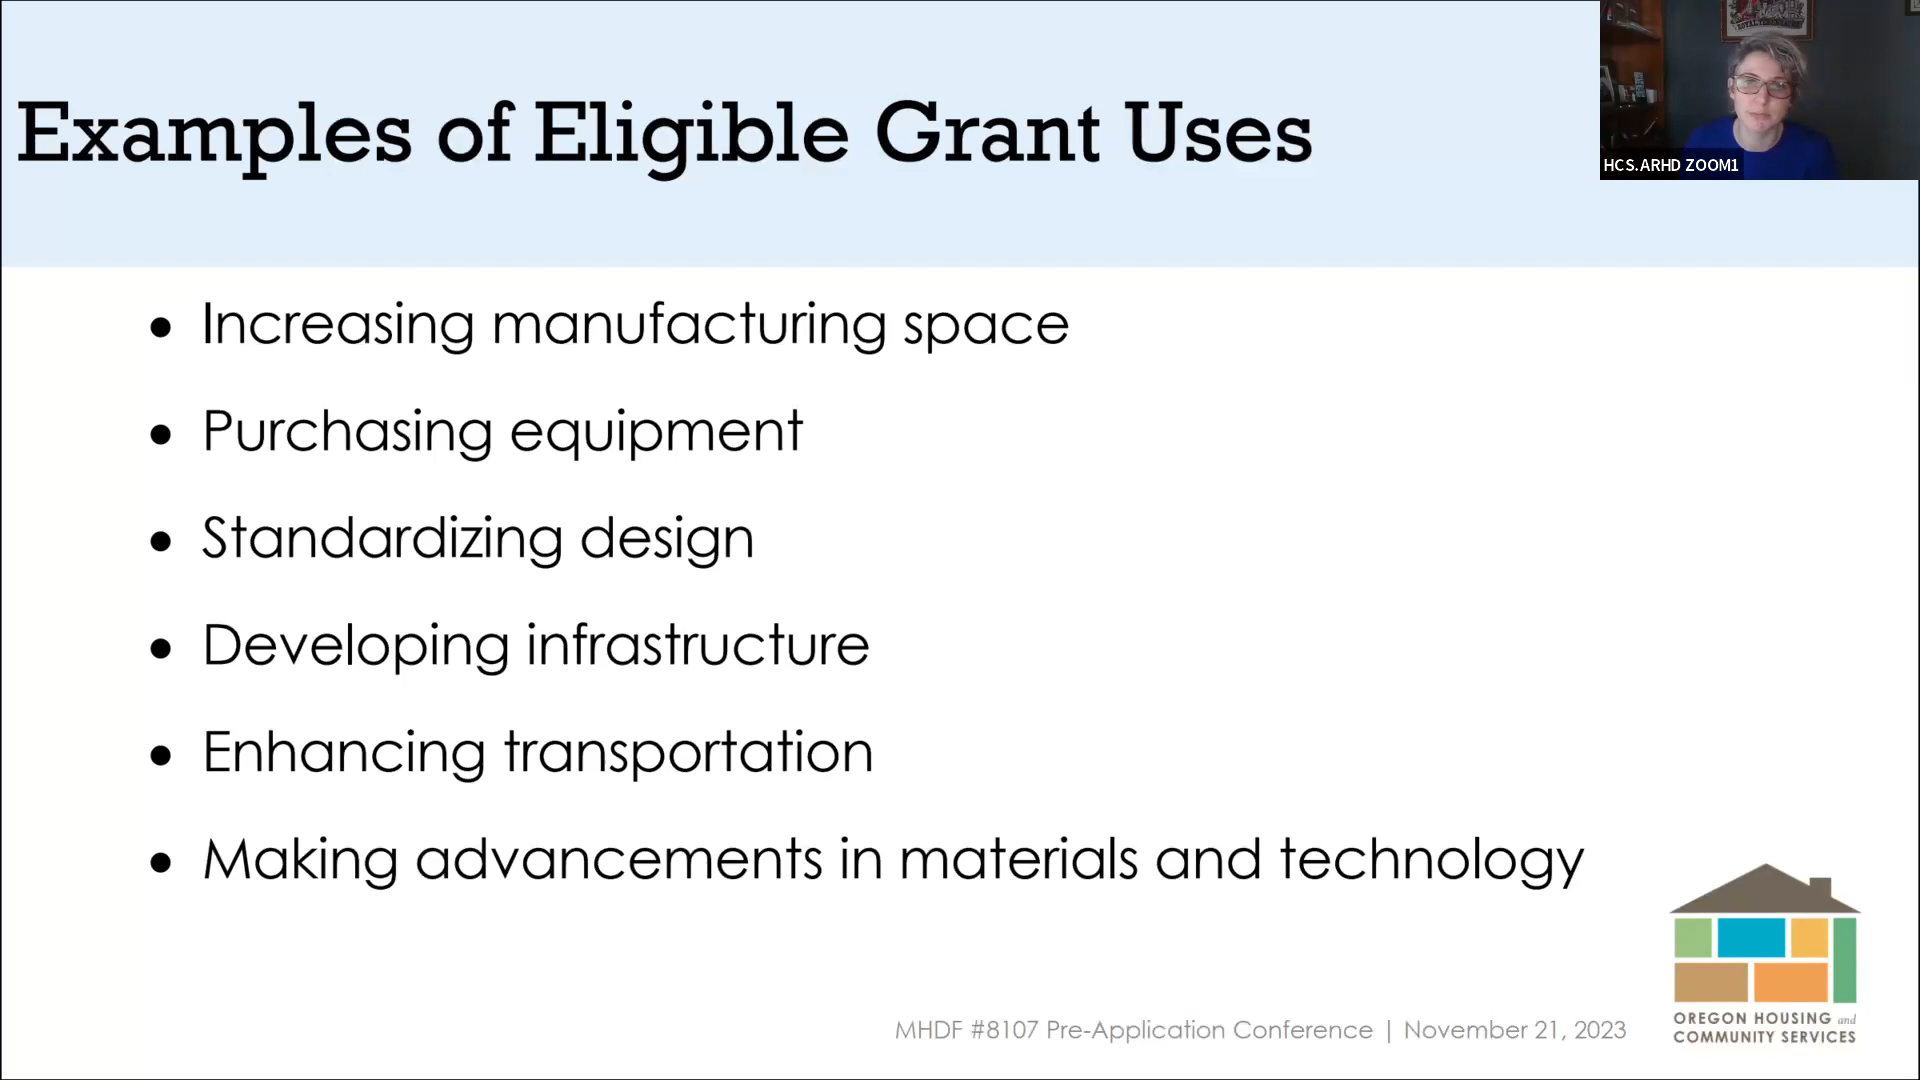 Examples of Eligible Grant Uses
HCS.ARHD ZOOM1
• Increasing manufacturing space
• Purchasing equipment
• Standardizing design
• Developing infrastructure
• Enhancing transportation
• Making advancements in materials and technology
OREGON HOUSING and
COMMUNITY SERVICES
MHDF #8107 Pre-Application Conference | November 21, 2023